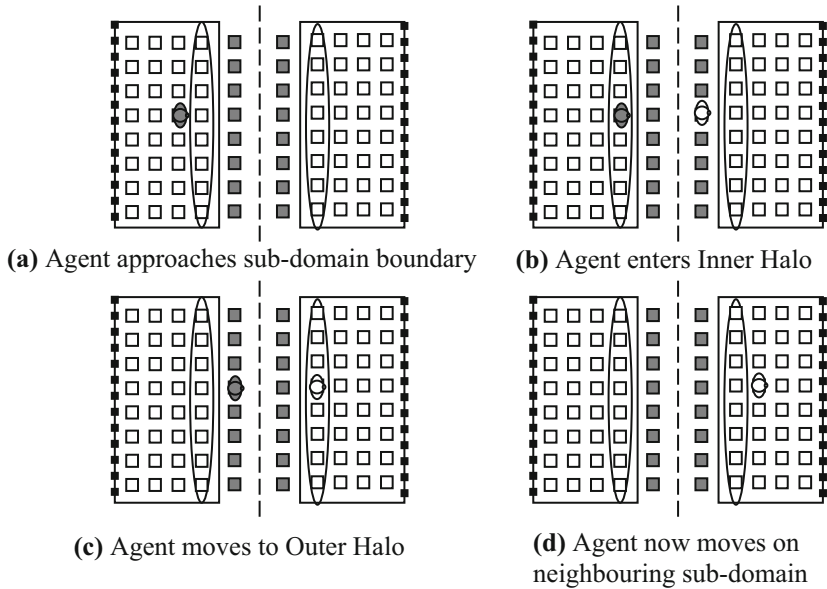 (a) Agent approaches sub-domain boundary
(b) Agent enters Inner Halo
(c) Agent moves to Outer Halo
(d) Agent now moves on
neighbouring sub-domain